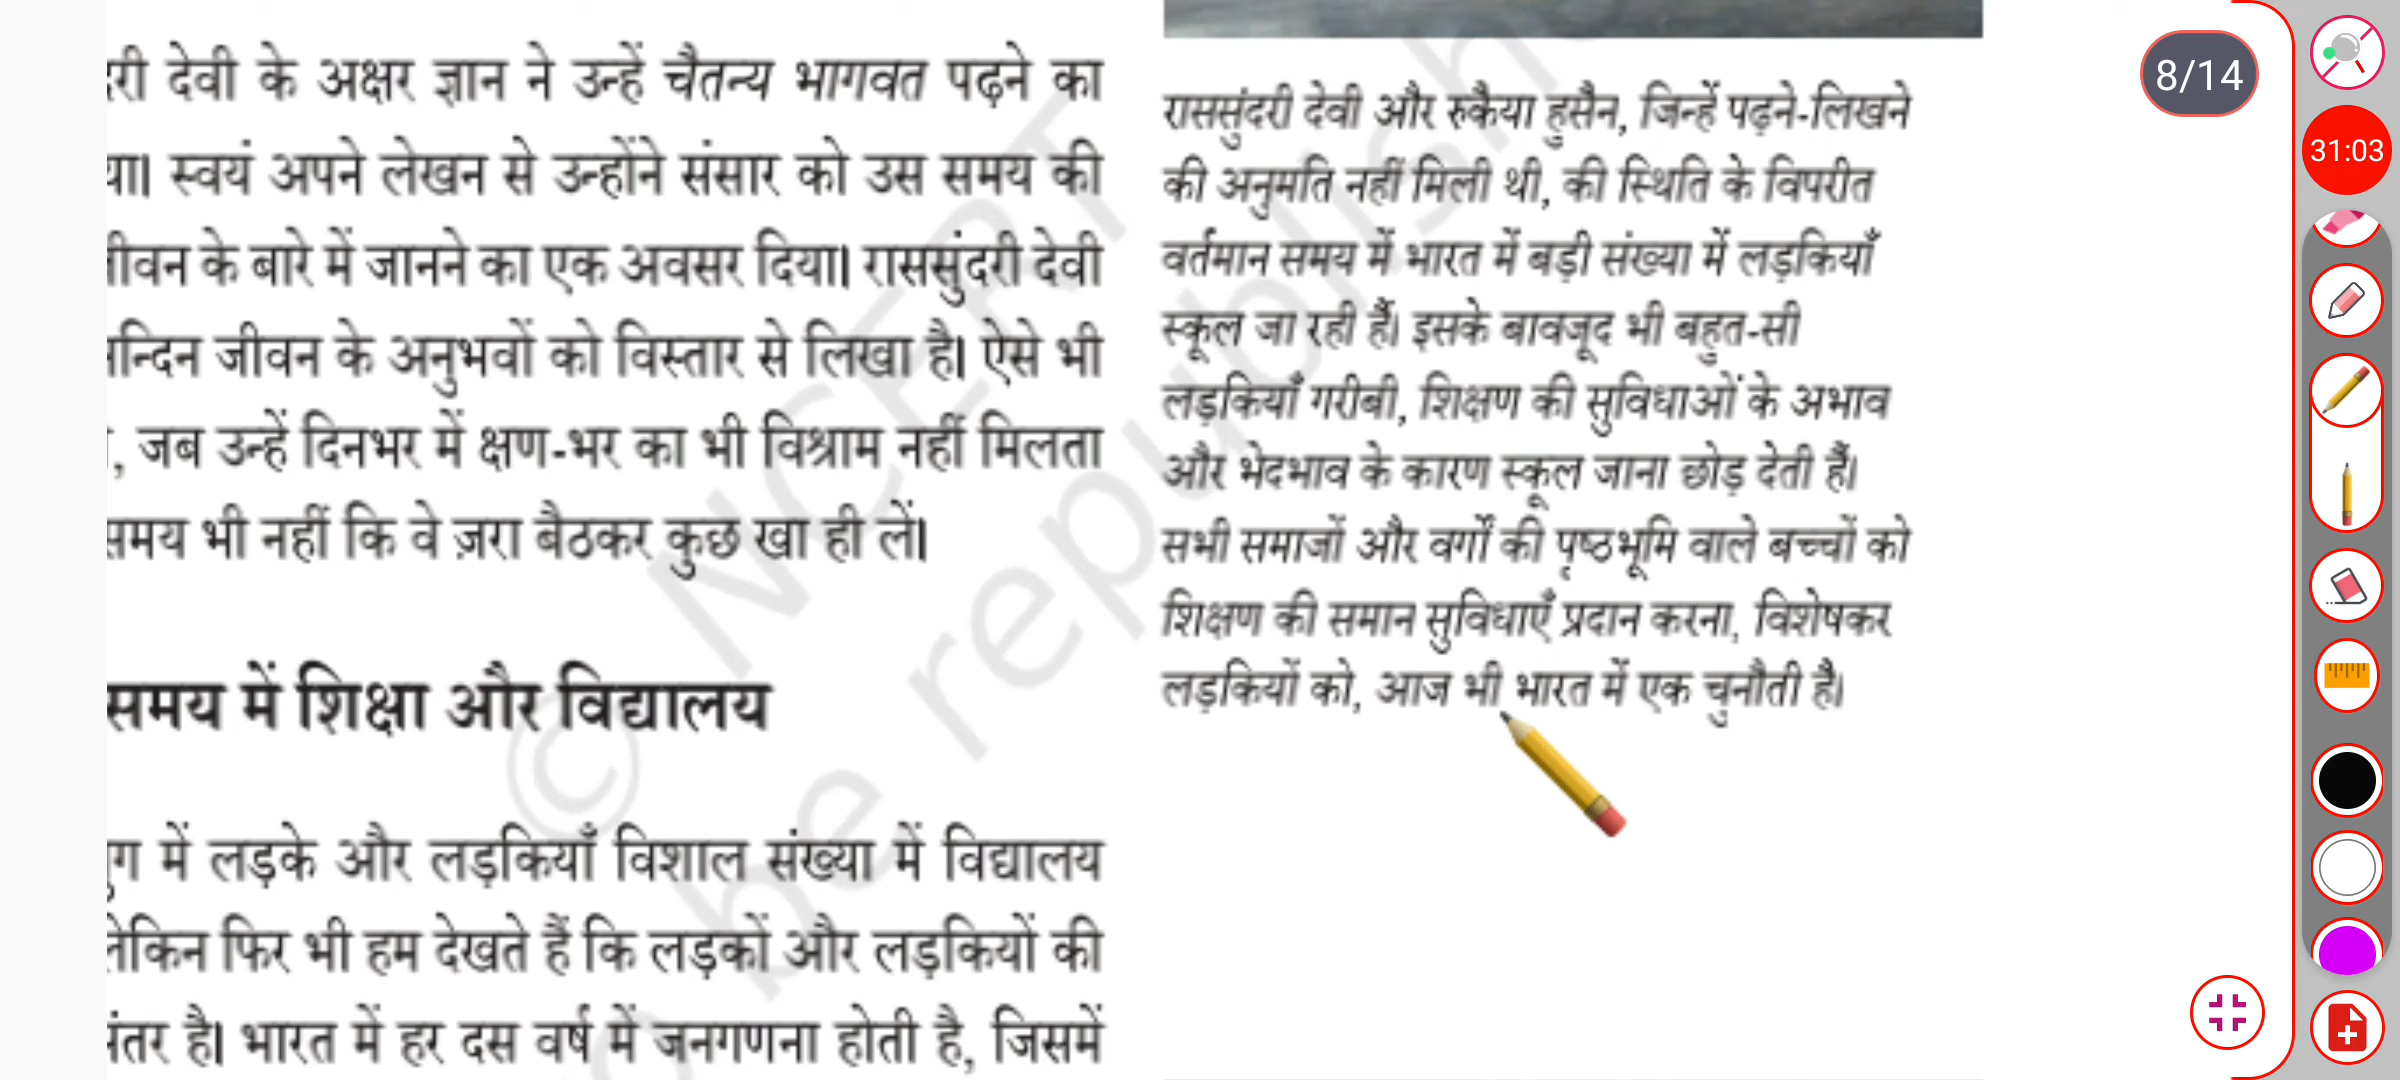 देवी के अक्षर ज्ञान ने उन्हें चैतन्य भागवत पढ़ने का
स्वयं अपने लेखन से उन्होंने संसार को उस समय की
के बारे में जानने का एक अवसर दिया। राससुंदरी देवी
जीवन के अनुभवों को विस्तार से लिखा है। ऐसे भी
, जब उन्हें दिनभर में क्षण-भर का भी विश्राम नहीं मिलता
समय भी नहीं कि वे ज़रा बैठकर कुछ खा ही लें।
समय में शिक्षा और विद्यालय
में लड़के और लड़कियाँ विशाल संख्या में विद्यालय
लेकिन फिर भी हम देखते हैं कि लड़कों और लड़कियों की
है। भारत में हर दस वर्ष में जनगणना होती है, जिसमें
राससुंदरी देवी और रुकैया हुसैन, जिन्हें पढ़ने-लिखने
की अनुमति नहीं मिली थी, की स्थिति के विपरीत
वर्तमान समय में भारत में बड़ी संख्या में लड़कियाँ
स्कूल जा रही हैं। इसके बावजूद भी बहुत-सी
लड़कियाँ गरीबी, शिक्षण की सुविधाओं के अभाव
और भेदभाव के कारण स्कूल जाना छोड़ देती हैं।
सभी समाजों और वर्गों की पृष्ठभूमि वाले बच्चों को
शिक्षण की समान सुविधाएँ प्रदान करना, विशेषकर
लड़कियों को, आज भी भारत में एक चुनौती है।
© NCERT
be republish
8/14
31:03